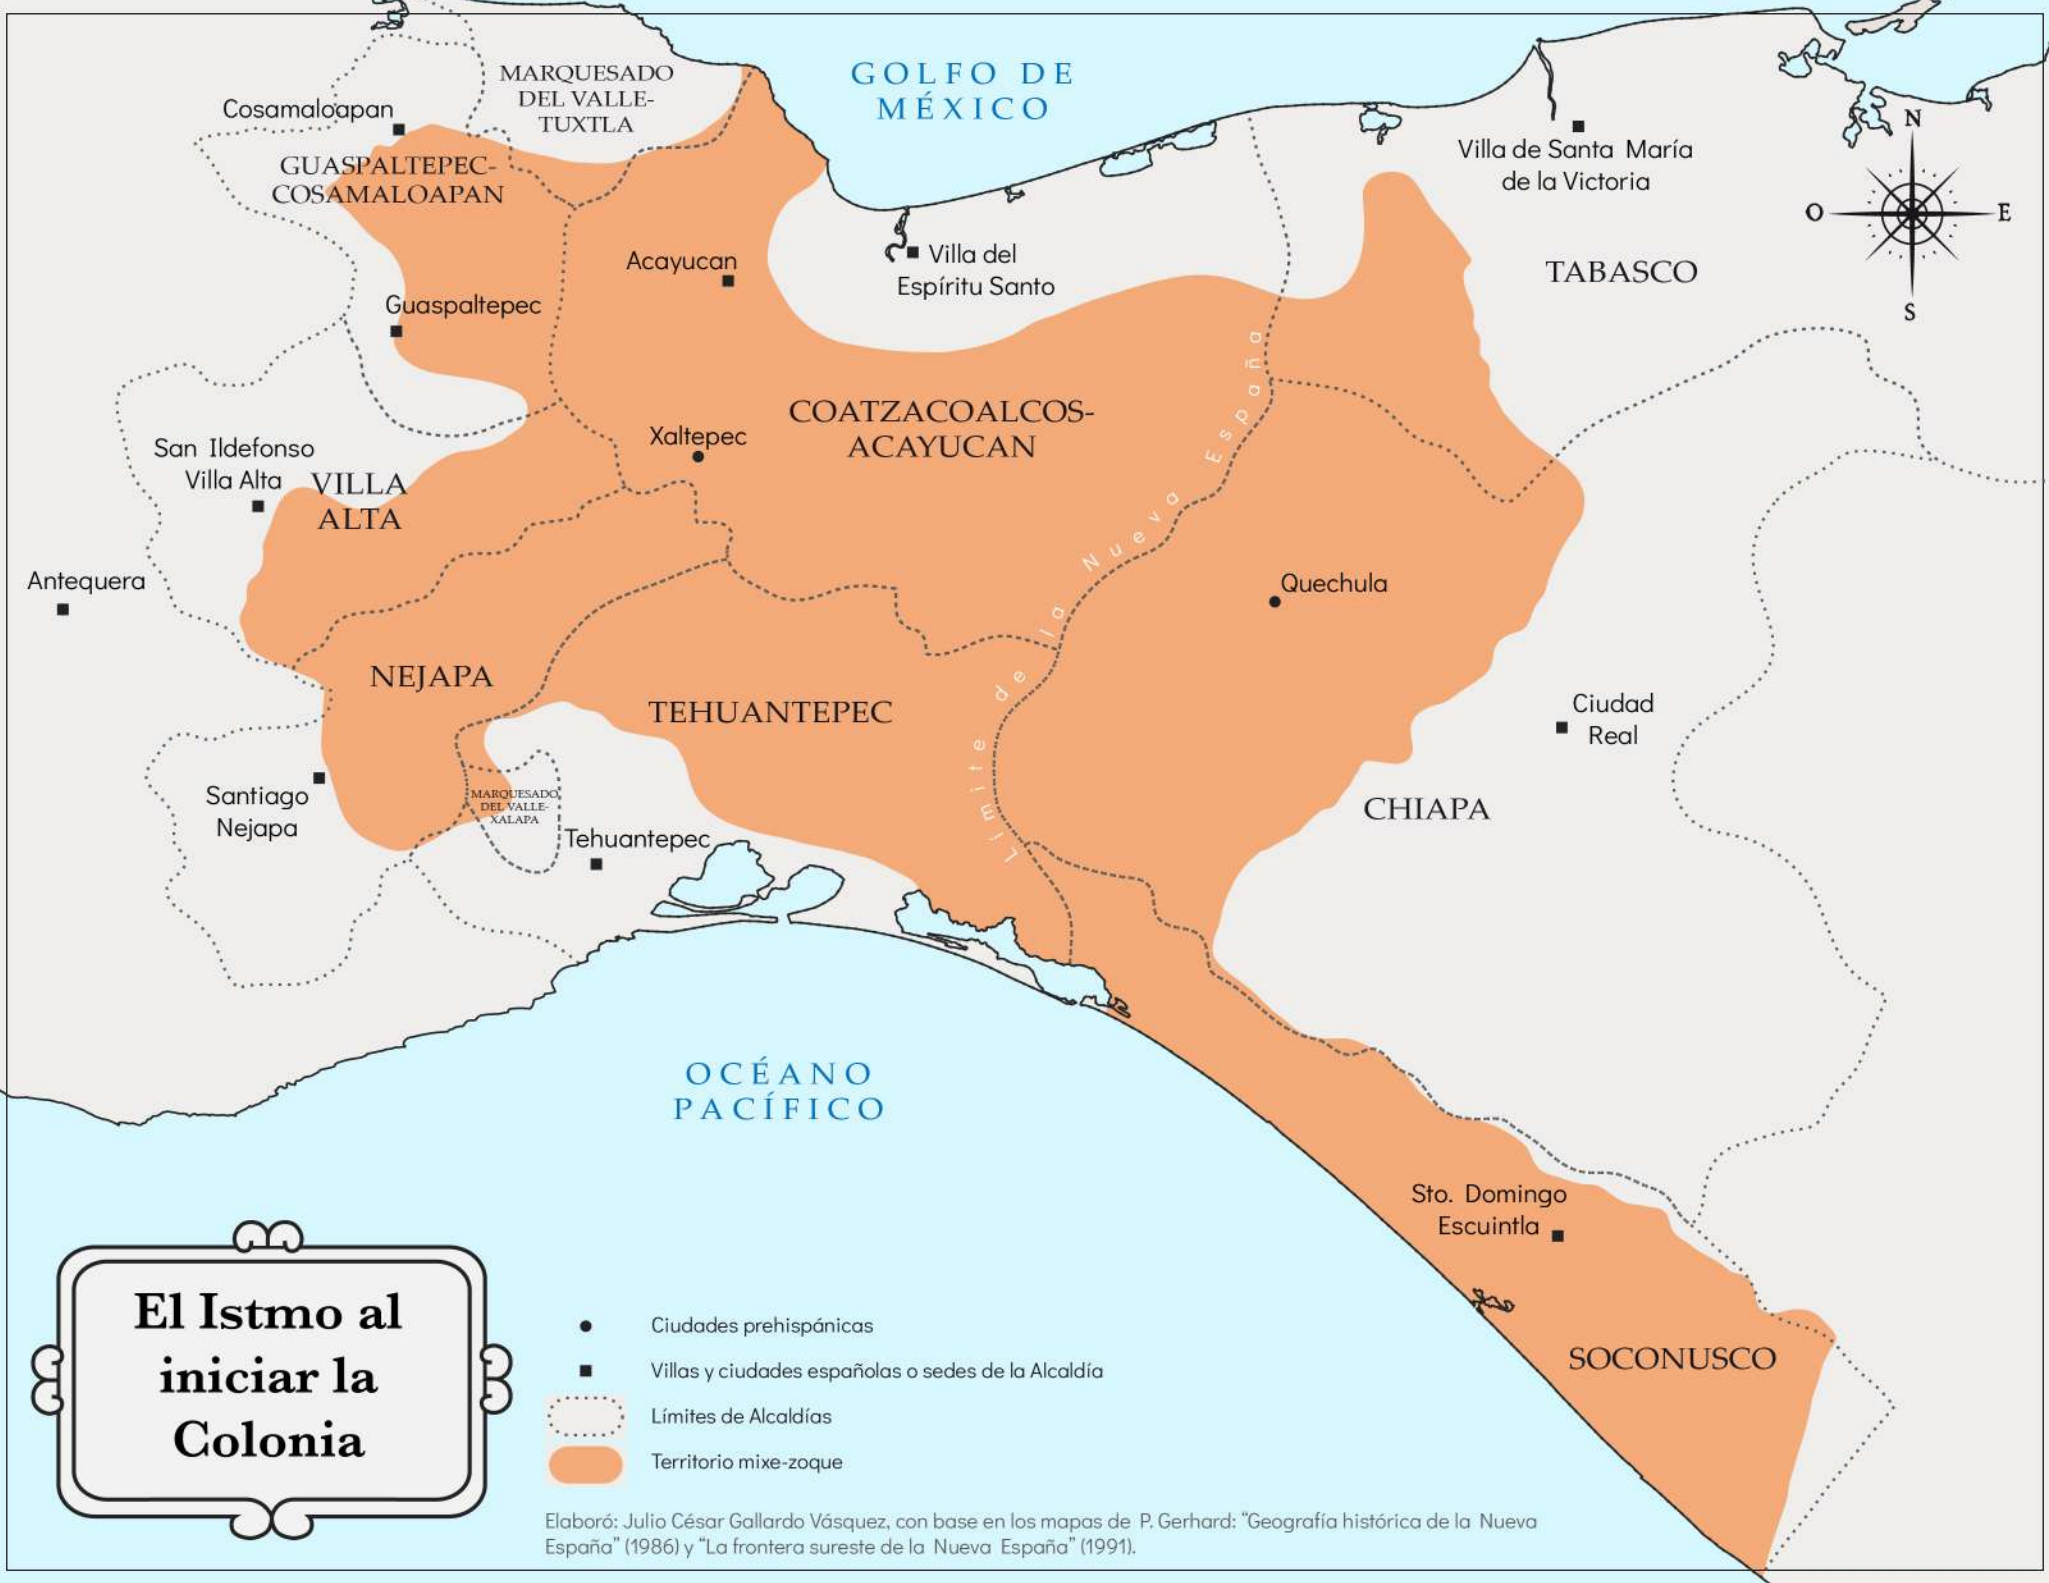 MARQUESADO
DEL VALLE-
TUXTLA
GOLFO DE
MÉXICO
Cosamaloapan
GUASPALTEPEC-
COSAMALOAPAN
Villa de Santa María
de la Victoria
N
O
E
S
TABASCO
Acayucan
Villa del
Espíritu Santo
Guaspaltepec
COATZACOALCOS-
ACAYUCAN
Xaltepec
San Ildefonso
Villa Alta
VILLA
ALTA
Límite de la Nueva España
Antequera
Quechula
NEJAPA
TEHUANTEPEC
Ciudad
Real
Santiago
Nejapa
MARQUESADO
DEL VALLE-
XALAPA
Tehuantepec
CHIAPA
OCÉANO
PACÍFICO
Sto. Domingo
Escuintla
SOCONUSCO
El Istmo al
iniciar la
Colonia
Ciudades prehispánicas
Villas y ciudades españolas o sedes de la Alcaldía
Límites de Alcaldías
Territorio mixe-zoque
Elaboró: Julio César Gallardo Vásquez, con base en los mapas de P. Gerhard: “Geografía histórica de la Nueva
España” (1986) y “La frontera sureste de la Nueva España” (1991).